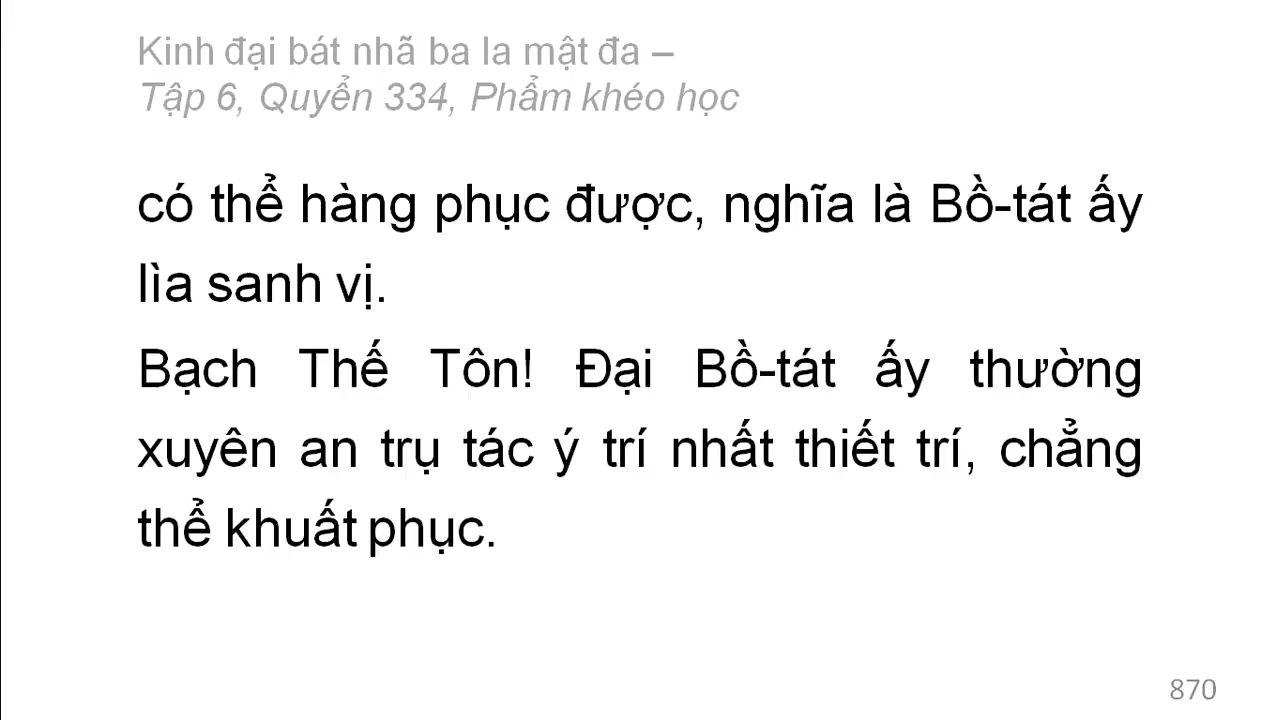 Kinh đại bát nhã ba la mật đa –
Tập 6, Quyển 334, Phẩm khéo học
có thể hàng phục được, nghĩa là Bồ-tát ấy
lìa sanh vị.
Bạch Thế Tôn! Đại Bồ-tát ấy thường
xuyên an trụ tác ý trí nhất thiết trí, chẳng
thể khuất phục.
870